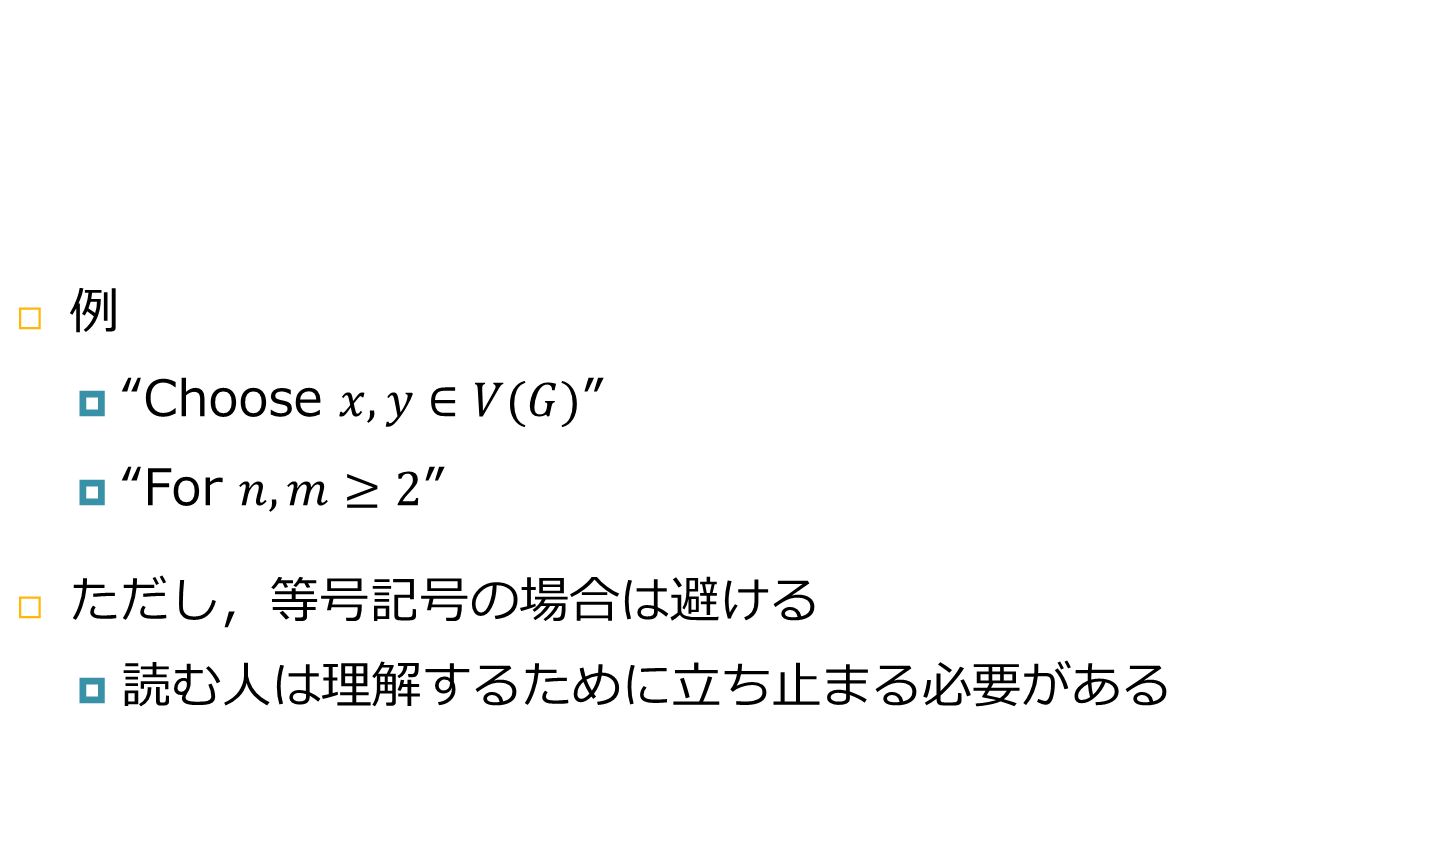 例
“Choose 𝑥, 𝑦 ∈ 𝑉(𝐺)”
“For 𝑛, 𝑚 ≥ 2”
ただし，等号記号の場合は避ける
読む人は理解するために立ち止まる必要がある